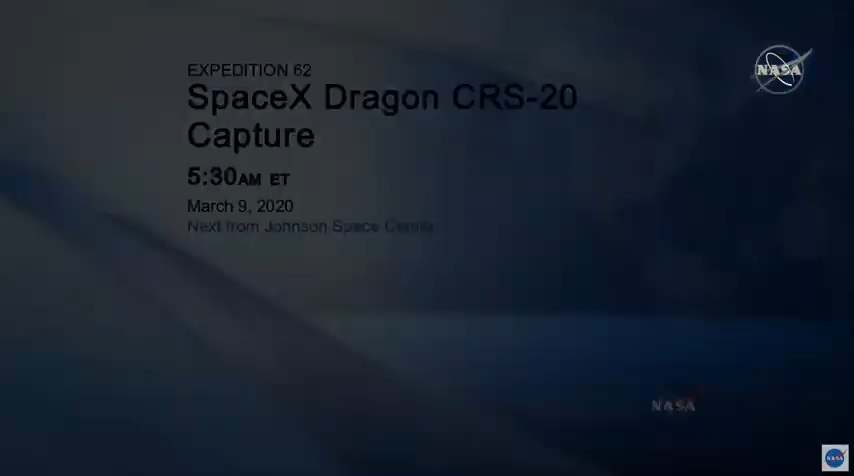 EXPEDITION 62
SpaceX Dragon CRS-20
Capture
5:30AM ET
March 9, 2020
Next from Johnson Space Center
NASA
NASA
NASA